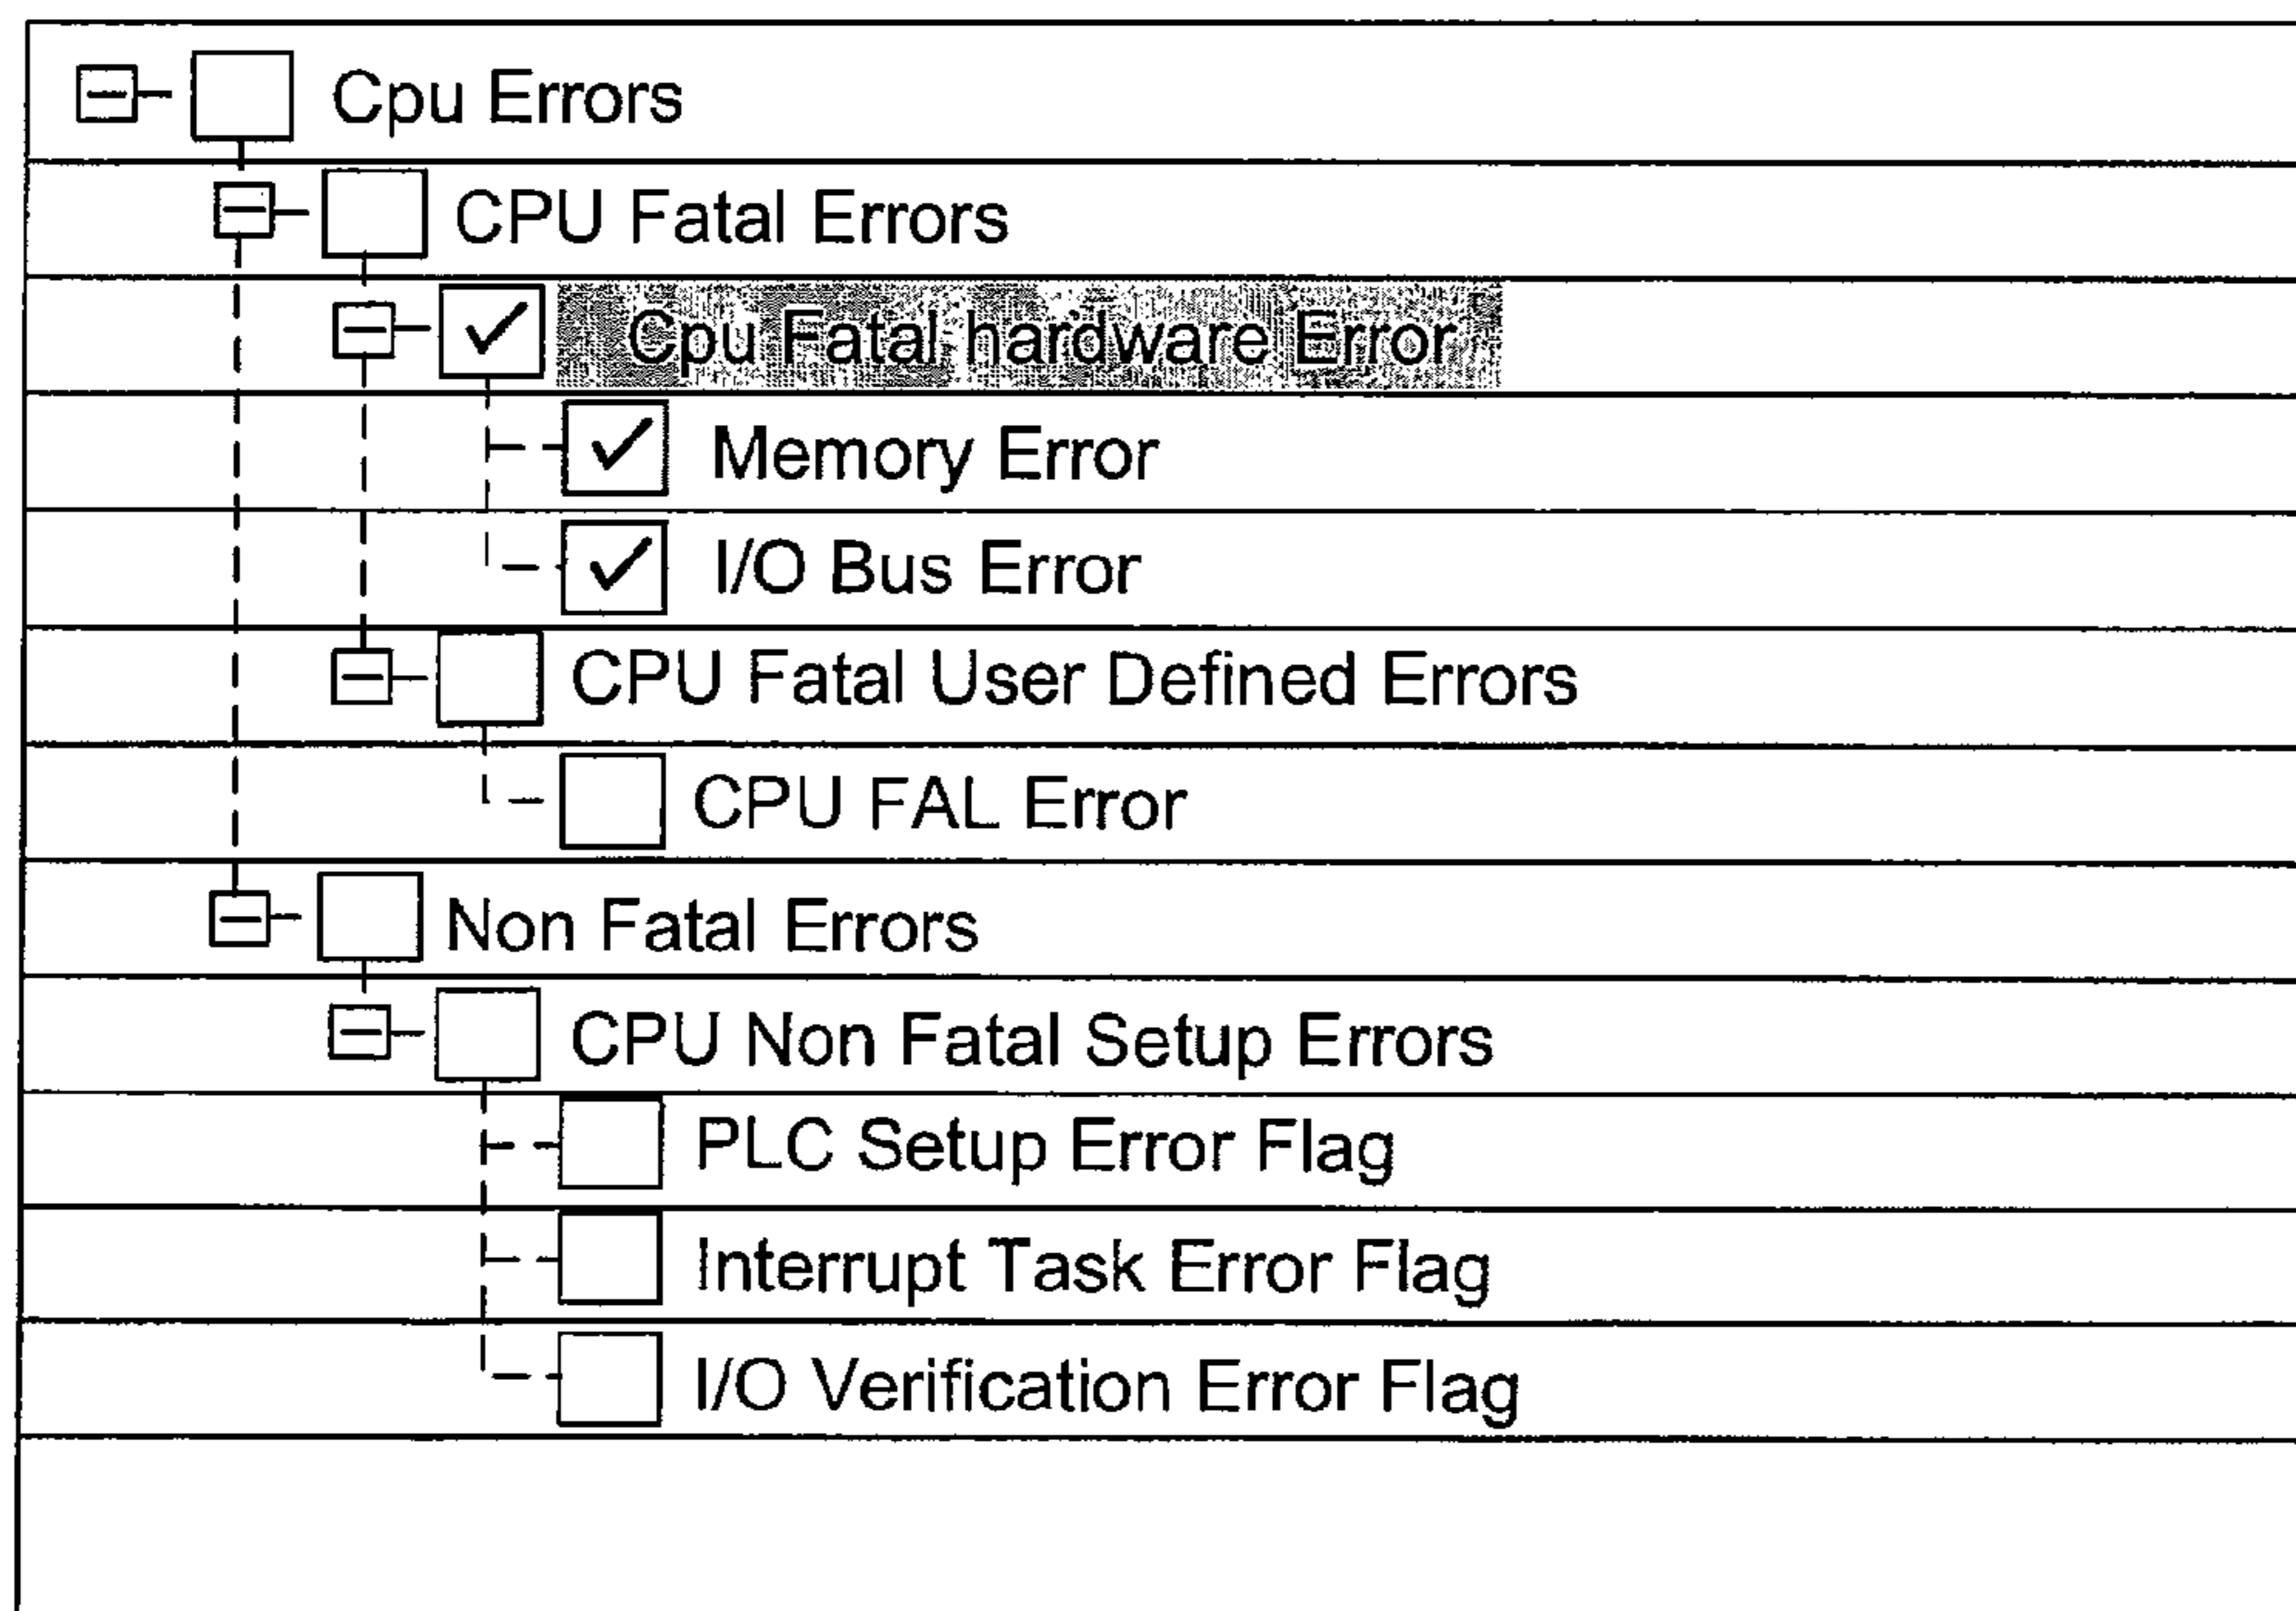 Cpu Errors
CPU Fatal Errors
Cpu Fatal hardware Error
Memory Error
I/O Bus Error
CPU Fatal User Defined Errors
CPU FAL Error
Non Fatal Errors
CPU Non Fatal Setup Errors
PLC Setup Error Flag
Interrupt Task Error Flag
I/O Verification Error Flag